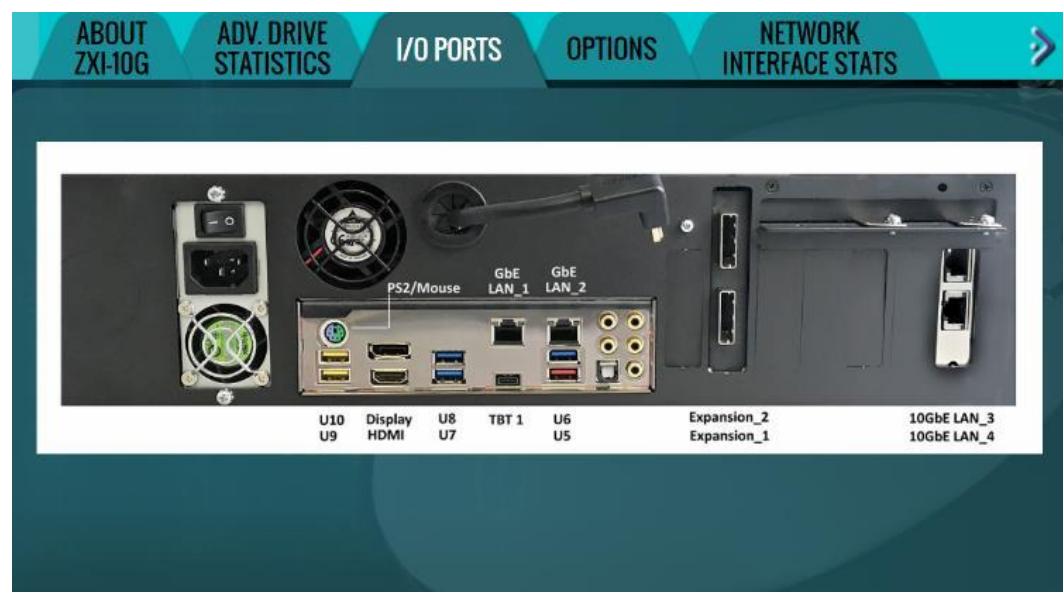 ABOUT
ZXI-10G
ADV. DRIVE
STATISTICS
I/O PORTS
OPTIONS
NETWORK
INTERFACE STATS
PS2/Mouse
GbE
LAN_1
GbE
LAN_2
U10
U9
Display
HDMI
U8
U7
TBT 1
U6
U5
Expansion_2
Expansion_1
10GbE LAN_3
10GbE LAN_4